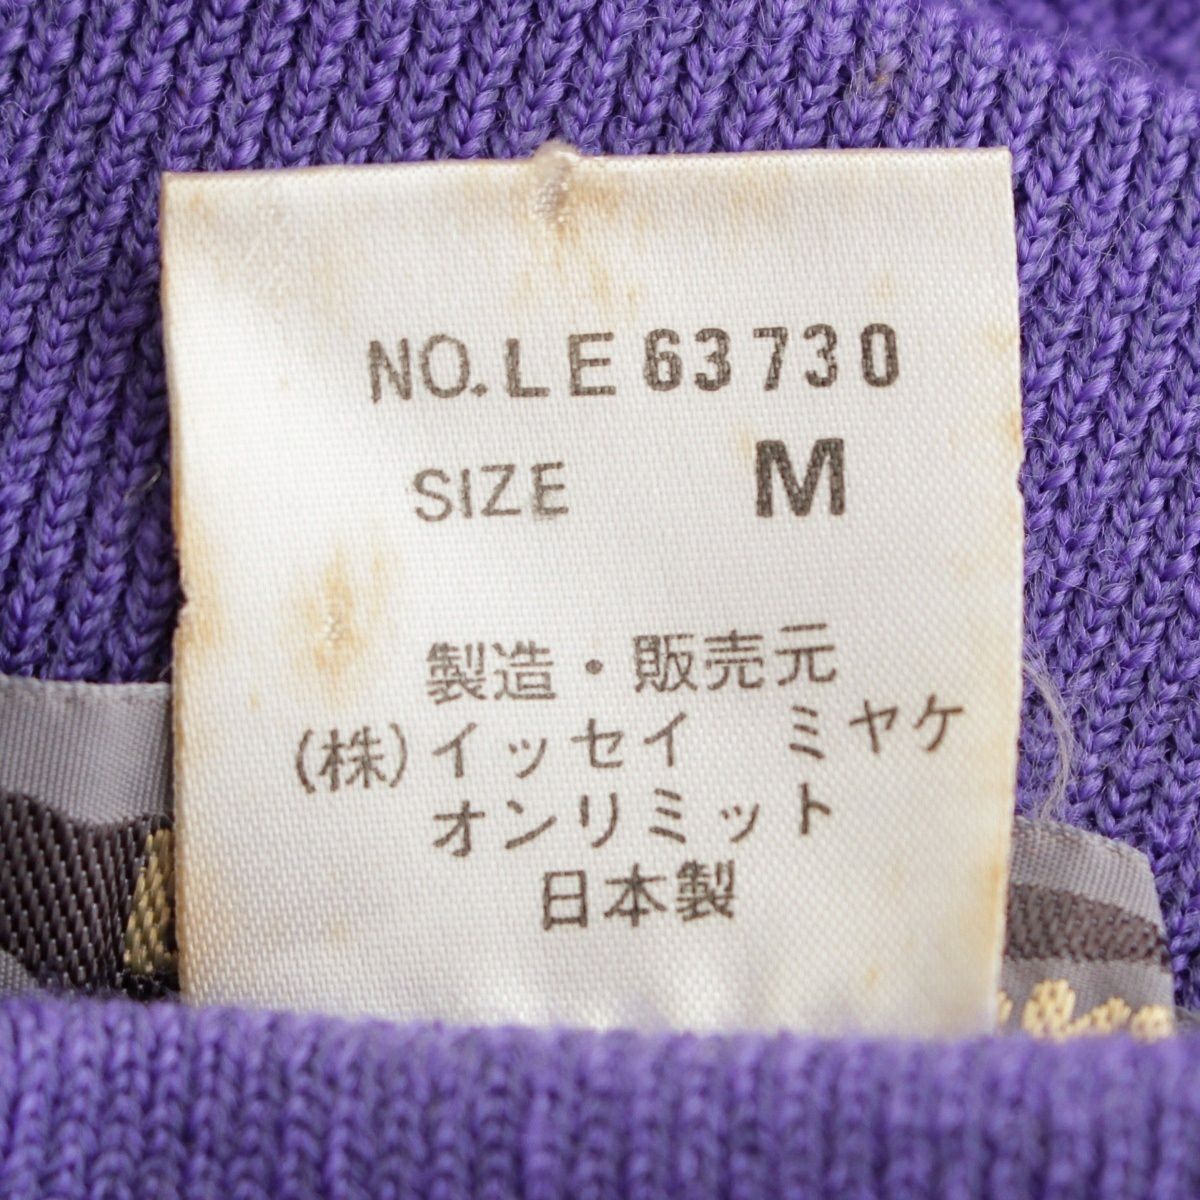 NO.LE63730
SIZE M
製造・販売元
(株)イッセイ ミヤケ
オンリミット
日本製